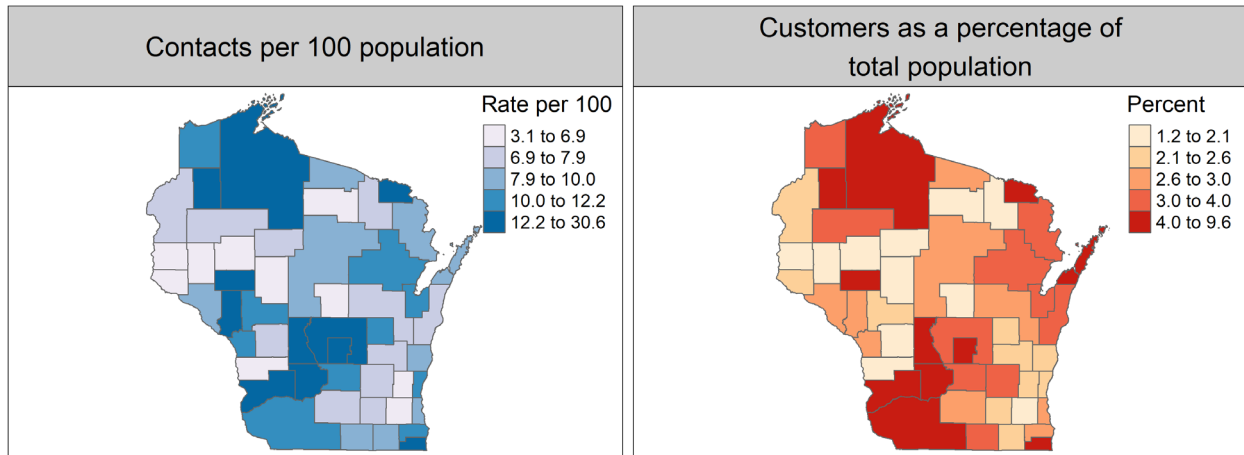 Contacts per 100 population
Rate per 100
3.1 to 6.9
6.9 to 7.9
7.9 to 10.0
10.0 to 12.2
12.2 to 30.6
Customers as a percentage of
total population
Percent
1.2 to 2.1
2.1 to 2.6
2.6 to 3.0
3.0 to 4.0
4.0 to 9.6